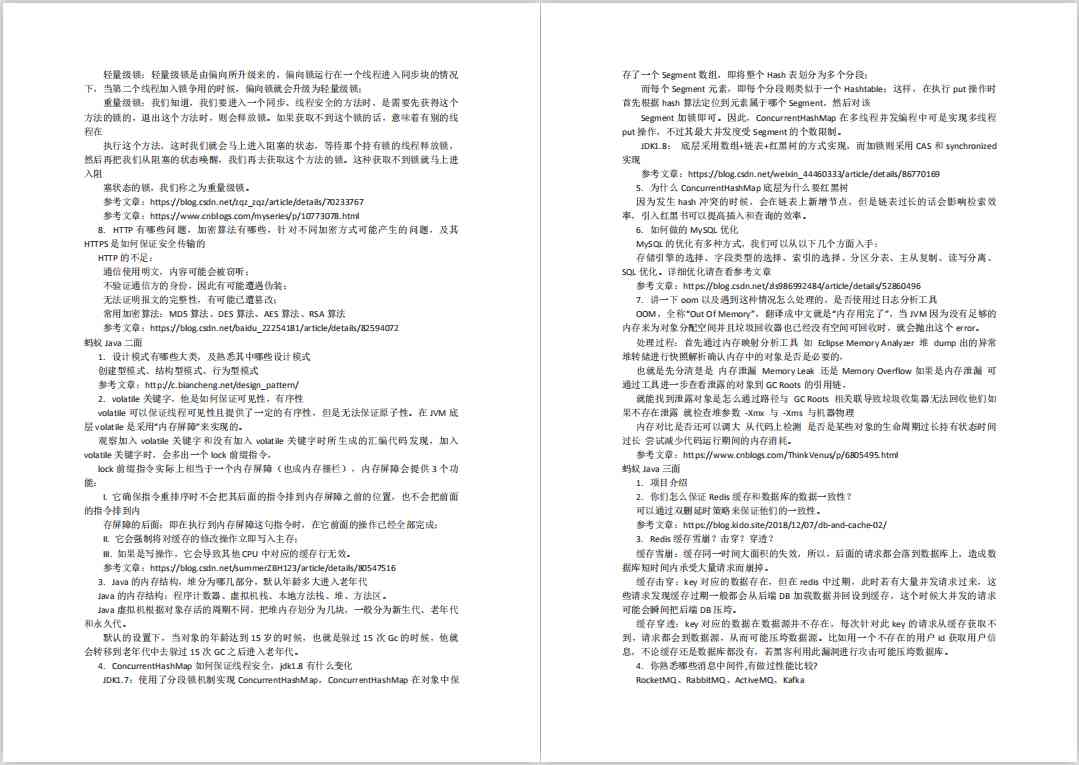 轻量级锁：轻量级锁是由偏向所升级来的，偏向锁运行在一个线程进入同步块的情况
下，当第二个线程加入锁争用的时候，偏向锁就会升级为轻量级锁；
重量级锁：我们知道，我们要进入一个同步、线程安全的方法时，是需要先获得这个
方法的锁的，退出这个方法时，则会释放锁。如果获取不到这个锁的话，意味着有别的线
程在
执行这个方法，这时我们就会马上进入阻塞的状态，等待那个持有锁的线程释放锁，
然后再把我们从阻塞的状态唤醒，我们再去获取这个方法的锁。这种获取不到锁就马上进
入阻
塞状态的锁，我们称之为重量级锁。
参考文章：https://blog.csdn.net/zqz_zqz/article/details/70233767
参考文章：https://www.cnblogs.com/myseries/p/10773078.html
8. HTTP 有哪些问题，加密算法有哪些，针对不同加密方式可能产生的问题，及其
HTTPS 是如何保证安全传输的
HTTP 的不足：
通信使用明文，内容可能会被窃听；
不验证通信方的身份，因此有可能遭遇伪装；
无法证明报文的完整性，有可能已遭篡改；
常用加密算法：MD5 算法、DES 算法、AES 算法、RSA 算法
参考文章：https://blog.csdn.net/baidu_22254181/article/details/82594072
蚂蚁 Java 二面
1. 设计模式有哪些大类，及熟悉其中哪些设计模式
创建型模式、结构型模式、行为型模式
参考文章：http://c.biancheng.net/design_pattern/
2. volatile 关键字，他是如何保证可见性，有序性
volatile 可以保证线程可见性且提供了一定的有序性，但是无法保证原子性。在 JVM 底
层 volatile 是采用“内存屏障”来实现的。
观察加入 volatile 关键字和没有加入 volatile 关键字时所生成的汇编代码发现，加入
volatile 关键字时，会多出一个 lock 前缀指令，
lock 前缀指令实际上相当于一个内存屏障（也成内存栅栏），内存屏障会提供 3 个功
能：
I. 它确保指令重排序时不会把其后面的指令排到内存屏障之前的位置，也不会把前面
的指令排到内
存屏障的后面；即在执行到内存屏障这句指令时，在它前面的操作已经全部完成；
II. 它会强制将对缓存的修改操作立即写入主存；
III. 如果是写操作，它会导致其他 CPU 中对应的缓存行无效。
参考文章：https://blog.csdn.net/summerZBH123/article/details/80547516
3. Java 的内存结构，堆分为哪几部分，默认年龄多大进入老年代
Java 的内存结构：程序计数器、虚拟机栈、本地方法栈、堆、方法区。
Java 虚拟机根据对象存活的周期不同，把堆内存划分为几块，一般分为新生代、老年代
和永久代。
默认的设置下，当对象的年龄达到 15 岁的时候，也就是躲过 15 次 Gc 的时候，他就
会转移到老年代中去躲过 15 次 GC 之后进入老年代。
4. ConcurrentHashMap 如何保证线程安全，jdk1.8 有什么变化
JDK1.7：使用了分段锁机制实现 ConcurrentHashMap，ConcurrentHashMap 在对象中保
存了一个 Segment 数组，即将整个 Hash 表划分为多个分段；
而每个 Segment 元素，即每个分段则类似于一个 Hashtable；这样，在执行 put 操作时
首先根据 hash 算法定位到元素属于哪个 Segment，然后对该
Segment 加锁即可。因此，ConcurrentHashMap 在多线程并发编程中可是实现多线程
put 操作，不过其最大并发度受 Segment 的个数限制。
JDK1.8： 底层采用数组+链表+红黑树的方式实现，而加锁则采用 CAS 和 synchronized
实现
参考文章：https://blog.csdn.net/weixin_44460333/article/details/86770169
5. 为什么 ConcurrentHashMap 底层为什么要红黑树
因为发生 hash 冲突的时候，会在链表上新增节点，但是链表过长的话会影响检索效
率，引入红黑书可以提高插入和查询的效率。
6. 如何做的 MySQL 优化
MySQL 的优化有多种方式，我们可以从以下几个方面入手：
存储引擎的选择、字段类型的选择、索引的选择、分区分表、主从复制、读写分离、
SQL 优化。详细优化请查看参考文章
参考文章：https://blog.csdn.net/zls986992484/article/details/52860496
7. 讲一下 oom 以及遇到这种情况怎么处理的，是否使用过日志分析工具
OOM，全称“Out Of Memory”，翻译成中文就是“内存用完了”，当 JVM 因为没有足够的
内存来为对象分配空间并且垃圾回收器也已经没有空间可回收时，就会抛出这个 error。
处理过程：首先通过内存映射分析工具 如 Eclipse Memory Analyzer 堆 dump 出的异常
堆转储进行快照解析确认内存中的对象是否是必要的，
也就是先分清楚是 内存泄漏 Memory Leak 还是 Memory Overflow 如果是内存泄漏 可
通过工具进一步查看泄露的对象到 GC Roots 的引用链。
就能找到泄露对象是怎么通过路径与 GC Roots 相关联导致垃圾收集器无法回收他们如
果不存在泄露 就检查堆参数 -Xmx 与 -Xms 与机器物理
内存对比是否还可以调大 从代码上检测 是否是某些对象的生命周期过长持有状态时间
过长 尝试减少代码运行期间的内存消耗。
参考文章：https://www.cnblogs.com/ThinkVenus/p/6805495.html
蚂蚁 Java 三面
1. 项目介绍
2. 你们怎么保证 Redis 缓存和数据库的数据一致性？
可以通过双删延时策略来保证他们的一致性。
参考文章：https://blog.kido.site/2018/12/07/db-and-cache-02/
3. Redis 缓存雪崩？击穿？穿透？
缓存雪崩：缓存同一时间大面积的失效，所以，后面的请求都会落到数据库上，造成数
据库短时间内承受大量请求而崩掉。
缓存击穿：key 对应的数据存在，但在 redis 中过期，此时若有大量并发请求过来，这
些请求发现缓存过期一般都会从后端 DB 加载数据并回设到缓存，这个时候大并发的请求
可能会瞬间把后端 DB 压垮。
缓存穿透：key 对应的数据在数据源并不存在，每次针对此 key 的请求从缓存获取不
到，请求都会到数据源，从而可能压垮数据源。比如用一个不存在的用户 id 获取用户信
息，不论缓存还是数据库都没有，若黑客利用此漏洞进行攻击可能压垮数据库。
4. 你熟悉哪些消息中间件,有做过性能比较?
RocketMQ、RabbitMQ、ActiveMQ、Kafka